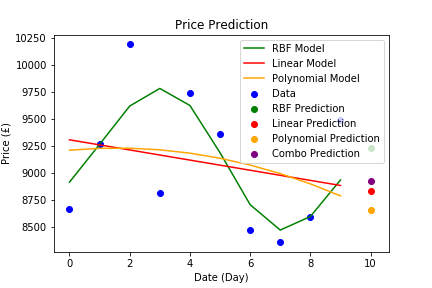 Price Prediction
10250
10000
9750
9500
9250
9000
8750
8500
Price (£)
RBF Model
Linear Model
Polynomial Model
Data
RBF Prediction
Linear Prediction
Polynomial Prediction
Combo Prediction
0
2
4
6
8
10
Date (Day)